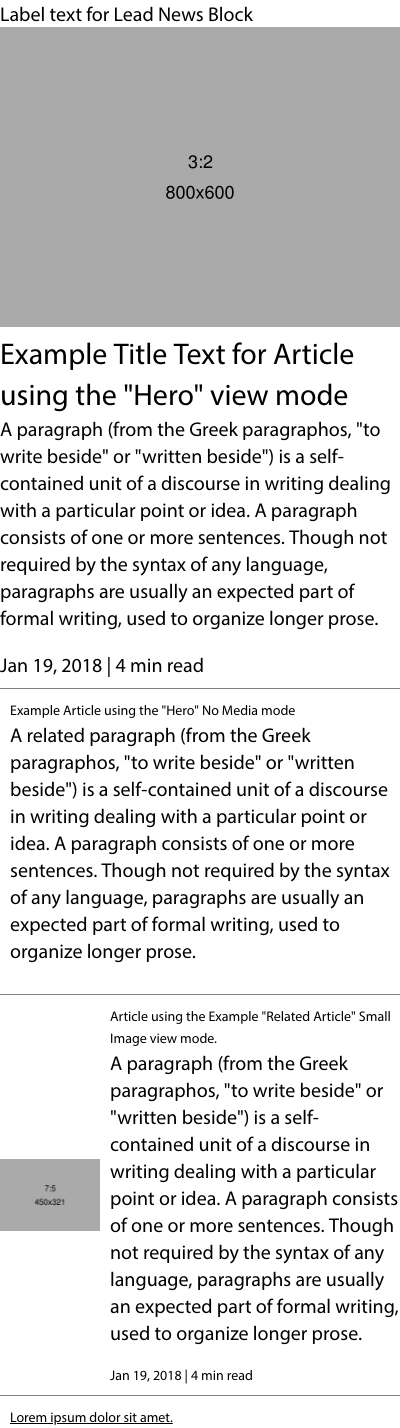 Label text for Lead News Block
3:2
800x600
Example Title Text for Article
using the "Hero" view mode
A paragraph (from the Greek paragraphos, "to
write beside" or "written beside") is a self-
contained unit of a discourse in writing dealing
with a particular point or idea. A paragraph
consists of one or more sentences. Though not
required by the syntax of any language,
paragraphs are usually an expected part of
formal writing, used to organize longer prose.
Jan 19, 2018 | 4 min read
Example Article using the "Hero" No Media mode
A related paragraph (from the Greek
paragraphos, "to write beside" or "written
beside") is a self-contained unit of a discourse
in writing dealing with a particular point or
idea. A paragraph consists of one or more
sentences. Though not required by the syntax
of any language, paragraphs are usually an
expected part of formal writing, used to
organize longer prose.
Article using the Example "Related Article" Small
Image view mode.
A paragraph (from the Greek
paragraphos, "to write beside" or
"written beside") is a self-
contained unit of a discourse in
writing dealing with a particular
point or idea. A paragraph consists
of one or more sentences. Though
not required by the syntax of any
language, paragraphs are usually
an expected part of formal writing,
used to organize longer prose.
7:5
450x321
Jan 19, 2018 | 4 min read
Lorem ipsum dolor sit amet.